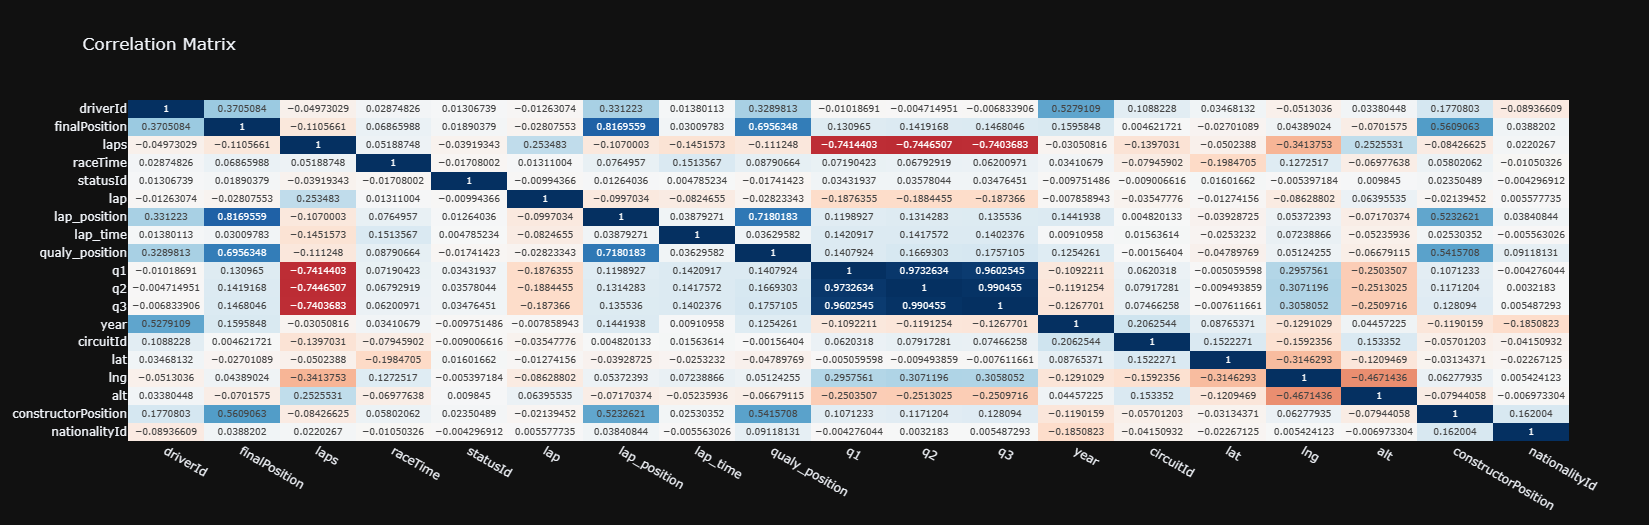 Correlation Matrix
driverId 1 0.3705084 −0.04973029 0.02874826 0.01306739 −0.01263074 0.331223 0.01380113 0.3289813 −0.01018691 −0.004714951 −0.006833906 0.5279109 0.1088228 0.03468132 −0.0513036 0.03380448 0.1770803 −0.08936609
finalPosition 0.3705084 1 −0.1105661 0.06865988 0.01890379 −0.02807553 0.8169559 0.03009783 0.6956348 0.130965 0.1419168 0.1468046 0.1595848 0.004621721 −0.02701089 0.04389024 −0.0701575 0.5609063 0.0388202
laps −0.04973029 −0.1105661 1 0.05188748 −0.03919343 0.253483 −0.1070003 −0.1451573 −0.111248 −0.7414403 −0.7446507 −0.7403683 −0.03050816 −0.1397031 −0.0502388 −0.3413753 0.2525531 −0.08426625 0.0220267
raceTime 0.02874826 0.06865988 0.05188748 1 −0.01708002 0.01311004 0.0764957 0.1513567 0.08790664 0.07190423 0.06792919 0.06200971 0.03410679 −0.07945902 −0.1984705 0.1272517 −0.06977638 0.05802062 −0.01050326
statusId 0.01306739 0.01890379 −0.03919343 −0.01708002 1 −0.00994366 0.01264036 0.004785234 −0.01741423 0.03431937 0.03578044 0.03476451 −0.009751486 −0.009006616 0.01601662 −0.005397184 0.009845 0.02350489 −0.004296912
lap −0.01263074 −0.02807553 0.253483 0.01311004 −0.00994366 1 −0.0997034 −0.0824655 −0.02823343 −0.1876355 −0.1884455 −0.187366 −0.007858943 −0.03547776 −0.01274156 −0.08628802 0.06395535 −0.02139452 0.005577735
lap_position 0.331223 0.8169559 −0.1070003 0.0764957 0.01264036 −0.0997034 1 0.03879271 0.7180183 0.1198927 0.1314283 0.135536 0.1441938 0.004820133 −0.03928725 0.05372393 −0.07170374 0.5232621 0.03840844
lap_time 0.01380113 0.03009783 −0.1451573 0.1513567 0.004785234 −0.0824655 0.03879271 1 0.03629582 0.1420917 0.1417572 0.1402376 0.00910958 0.01563614 −0.0253232 0.07238866 −0.05235936 0.02530352 −0.005563026
qualy_position 0.3289813 0.6956348 −0.111248 0.08790664 −0.01741423 −0.02823343 0.7180183 0.03629582 1 0.1407924 0.1669303 0.1757105 0.1254261 −0.00156404 −0.04789769 0.05124255 −0.06679115 0.5415708 0.09118131
q1 −0.01018691 0.130965 −0.7414403 0.07190423 0.03431937 −0.1876355 0.1198927 0.1420917 0.1407924 1 0.9732634 0.9602545 −0.1092211 0.0620318 −0.005059598 0.2957561 −0.2503507 0.1071233 −0.004276044
q2 −0.004714951 0.1419168 −0.7446507 0.06792919 0.03578044 −0.1884455 0.1314283 0.1417572 0.1669303 0.9732634 1 0.990455 −0.1191254 0.07917281 −0.009493859 0.3071196 −0.2513025 0.1171204 0.0032183
q3 −0.006833906 0.1468046 −0.7403683 0.06200971 0.03476451 −0.187366 0.135536 0.1402376 0.1757105 0.9602545 0.990455 1 −0.1267701 0.07466258 −0.007611661 0.3058052 −0.2509716 0.128094 0.005487293
year 0.5279109 0.1595848 −0.03050816 0.03410679 −0.009751486 −0.007858943 0.1441938 0.00910958 0.1254261 −0.1092211 −0.1191254 −0.1267701 1 0.2062544 0.08765371 −0.1291029 0.04457225 −0.1190159 −0.1850823
circuitId 0.1088228 0.004621721 −0.1397031 −0.07945902 −0.009006616 −0.03547776 0.004820133 0.01563614 −0.00156404 0.0620318 0.07917281 0.07466258 0.2062544 1 0.1522271 −0.1592356 0.153352 −0.05701203 −0.04150932
lat 0.03468132 −0.02701089 −0.0502388 −0.1984705 0.01601662 −0.01274156 −0.03928725 −0.0253232 −0.04789769 −0.005059598 −0.009493859 −0.007611661 0.08765371 0.1522271 1 −0.3146293 −0.1209469 −0.03134371 −0.02267125
lng −0.0513036 0.04389024 −0.3413753 0.1272517 −0.005397184 −0.08628802 0.05372393 0.07238866 0.05124255 0.2957561 0.3071196 0.3058052 −0.1291029 −0.1592356 −0.3146293 1 −0.4671436 0.06277935 0.005424123
alt 0.03380448 −0.0701575 0.2525531 −0.06977638 0.009845 0.06395535 −0.07170374 −0.05235936 −0.06679115 −0.2503507 −0.2513025 −0.2509716 0.04457225 0.153352 −0.1209469 −0.4671436 1 −0.07944058 −0.006973304
constructorPosition 0.1770803 0.5609063 −0.08426625 0.05802062 0.02350489 −0.02139452 0.5232621 0.02530352 0.5415708 0.1071233 0.1171204 0.128094 −0.1190159 −0.05701203 −0.03134371 0.06277935 −0.07944058 1 0.162004
nationalityId −0.08936609 0.0388202 0.0220267 −0.01050326 −0.004296912 0.005577735 0.03840844 −0.005563026 0.09118131 −0.004276044 0.0032183 0.005487293 −0.1850823 −0.04150932 −0.02267125 0.005424123 −0.006973304 0.162004 1
driverId finalPosition laps raceTime statusId lap lap_position lap_time qualy_position q1 q2 q3 year circuitId lat lng alt constructorPosition nationalityId